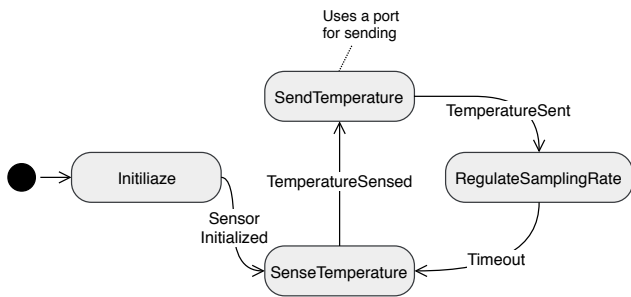 Uses a port
for sending
SendTemperature
TemperatureSent
Initiliaze
TemperatureSensed
RegulateSamplingRate
Sensor
Initialized
SenseTemperature
Timeout